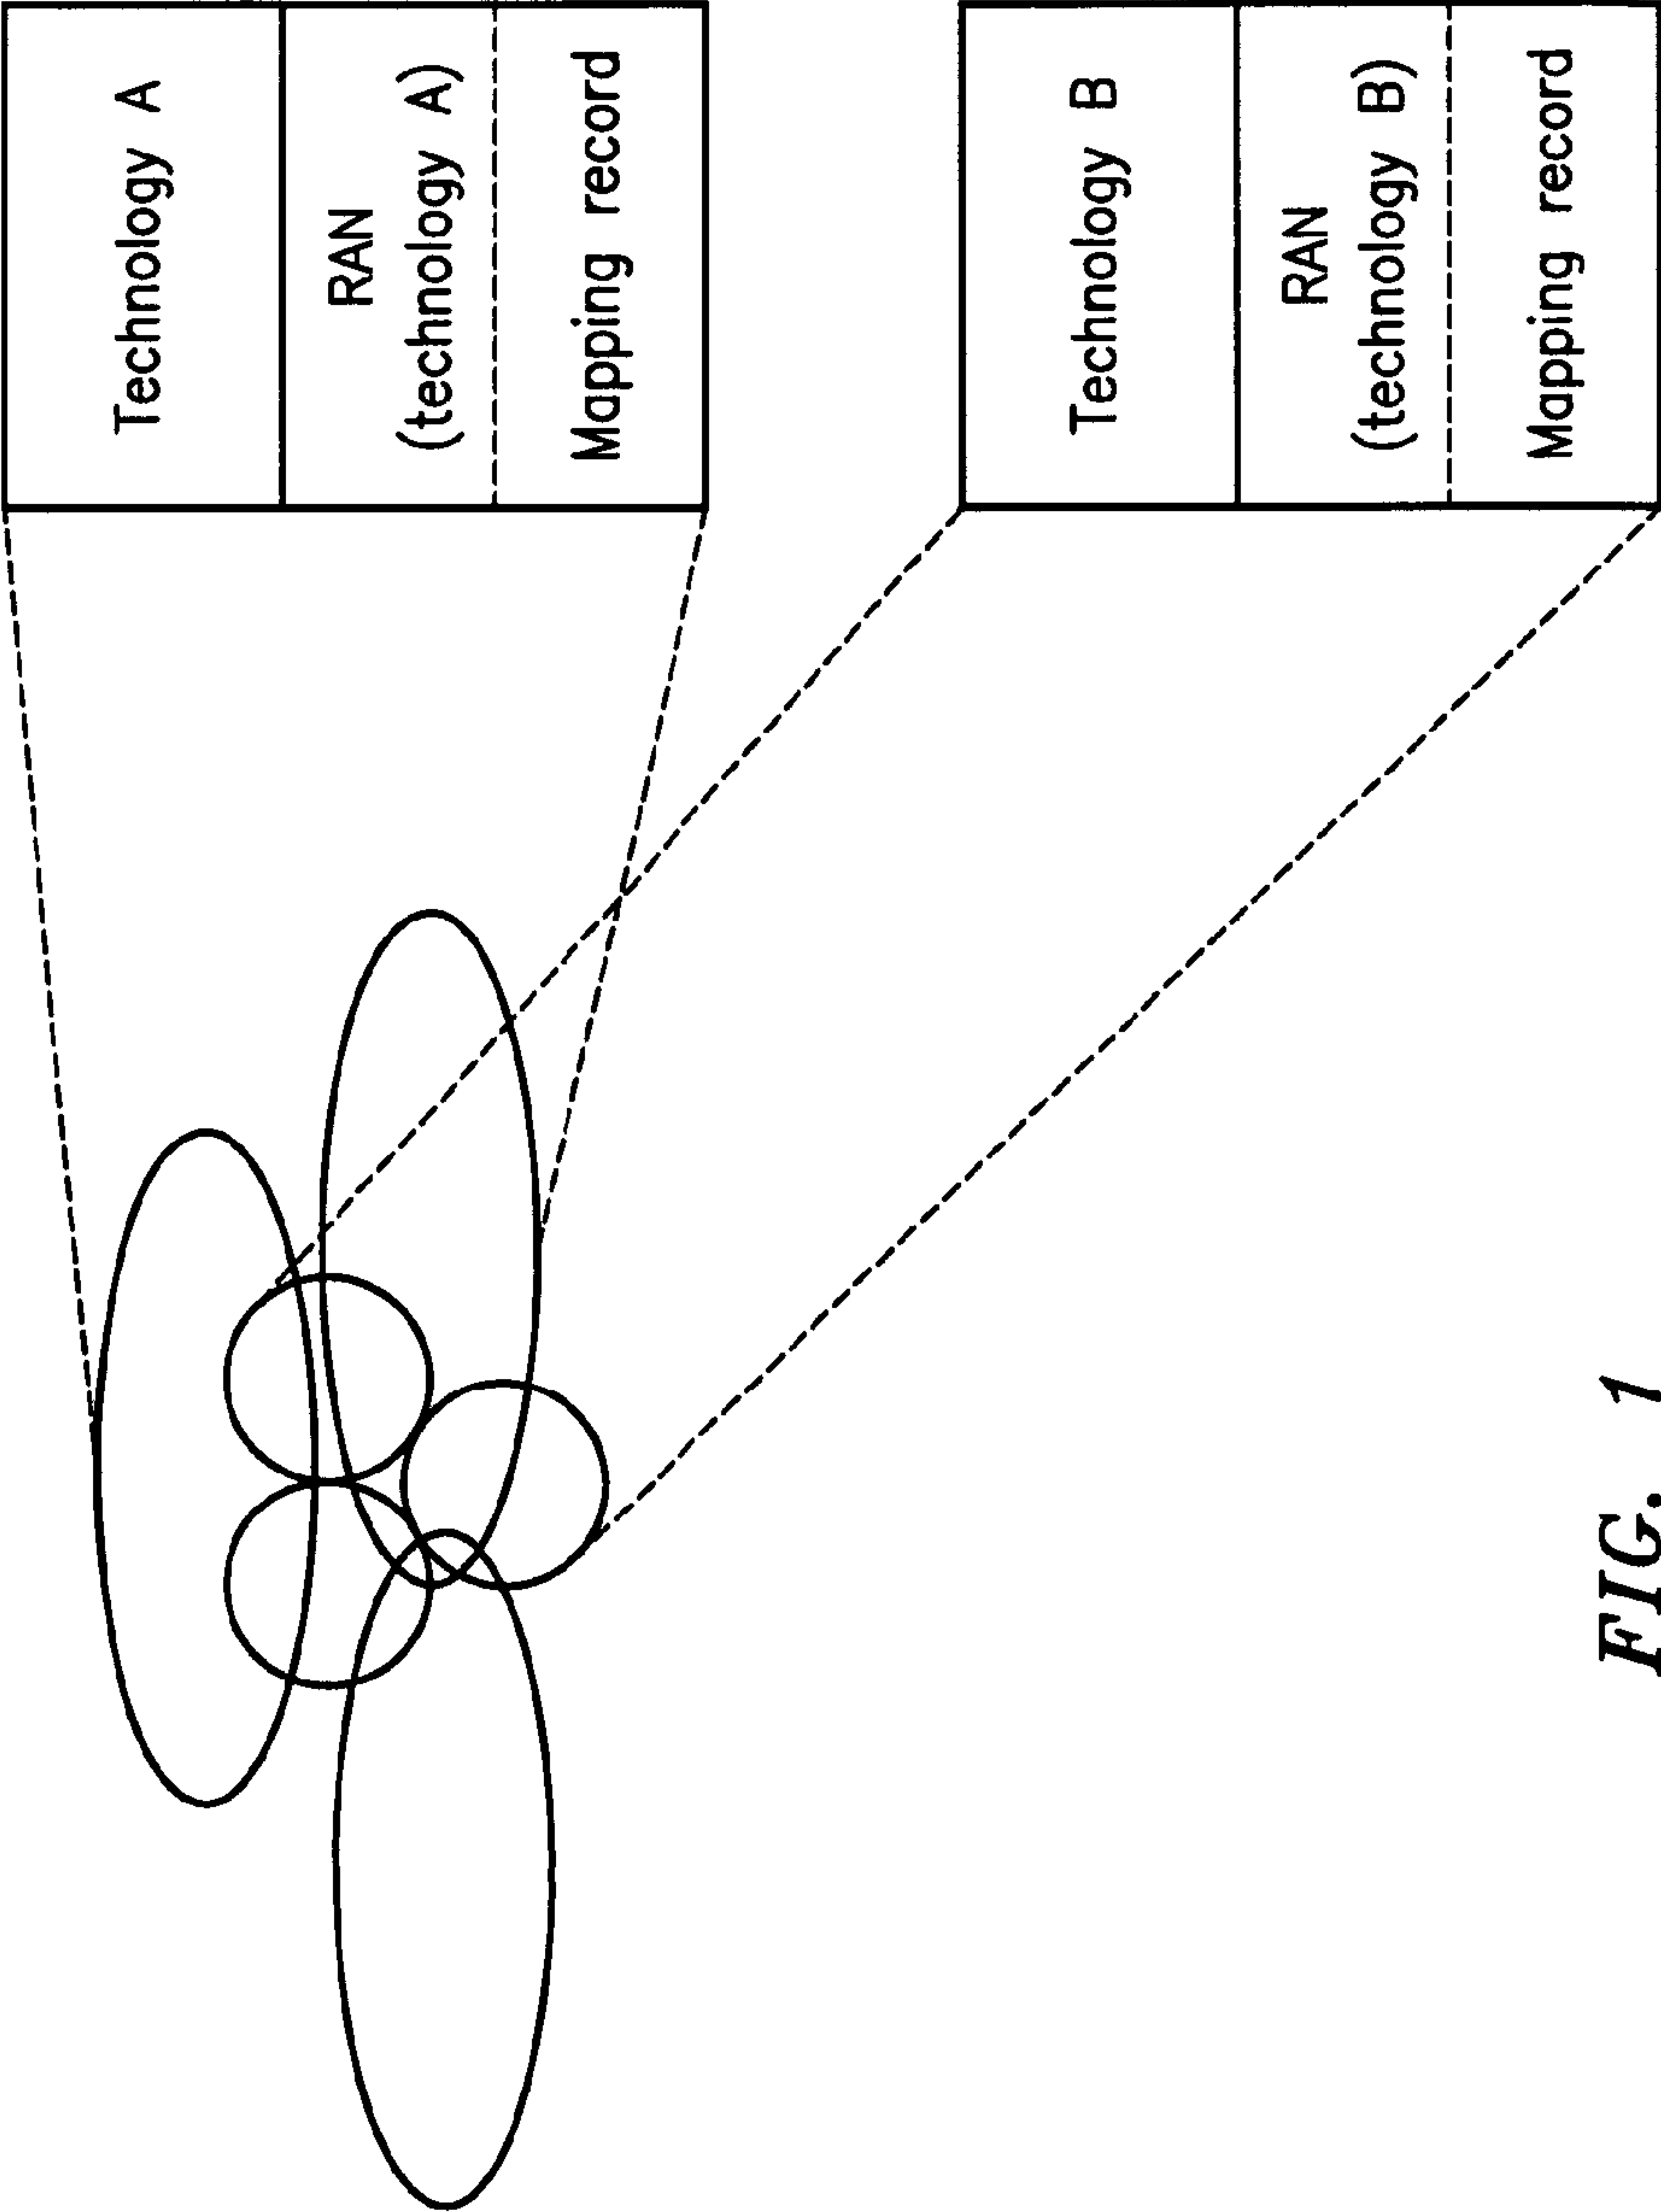 Technology A
RAN
(technology A)
Mapping record
Technology B
RAN
(technology B)
Mapping record
FIG. 1